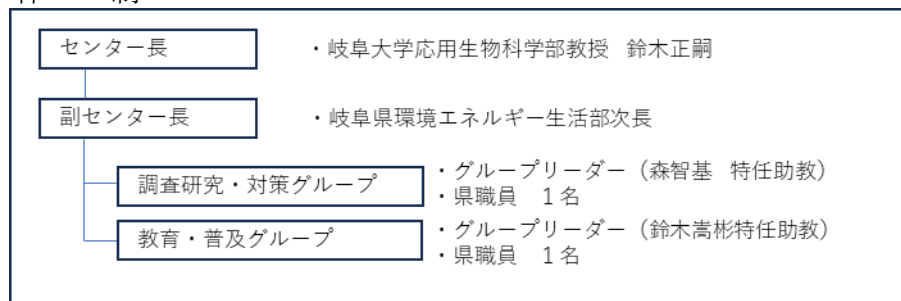 センター長　・岐阜大学応用生物科学部教授　鈴木正嗣
副センター長　・岐阜県環境エネルギー生活部次長
調査研究・対策グループ　・グループリーダー（森智基　特任助教）
・県職員　１名
教育・普及グループ　・グループリーダー（鈴木嵩彬特任助教）
・県職員　１名